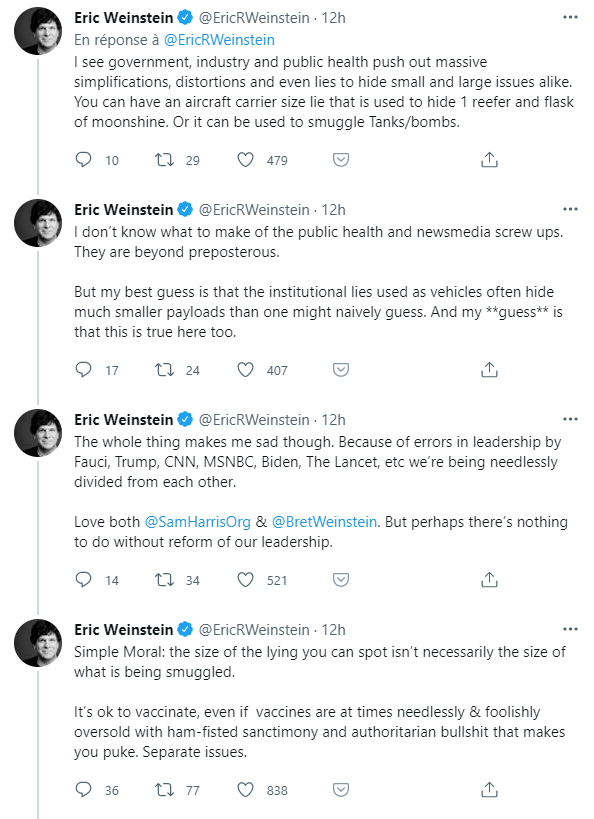 Eric Weinstein @EricRWeinstein · 12h
En réponse à @EricRWeinstein
I see government, industry and public health push out massive
simplifications, distortions and even lies to hide small and large issues alike.
You can have an aircraft carrier size lie that is used to hide 1 reefer and flask
of moonshine. Or it can be used to smuggle Tanks/bombs.
10 29 479
Eric Weinstein @EricRWeinstein · 12h
I don’t know what to make of the public health and newsmedia screw ups.
They are beyond preposterous.
But my best guess is that the institutional lies used as vehicles often hide
much smaller payloads than one might naively guess. And my **guess** is
that this is true here too.
17 24 407
Eric Weinstein @EricRWeinstein · 12h
The whole thing makes me sad though. Because of errors in leadership by
Fauci, Trump, CNN, MSNBC, Biden, The Lancet, etc we’re being needlessly
divided from each other.
Love both @SamHarrisOrg & @BretWeinstein. But perhaps there’s nothing
to do without reform of our leadership.
14 34 521
Eric Weinstein @EricRWeinstein · 12h
Simple Moral: the size of the lying you can spot isn’t necessarily the size of
what is being smuggled.
It’s ok to vaccinate, even if vaccines are at times needlessly & foolishly
oversold with ham-fisted sanctimony and authoritarian bullshit that makes
you puke. Separate issues.
36 77 838